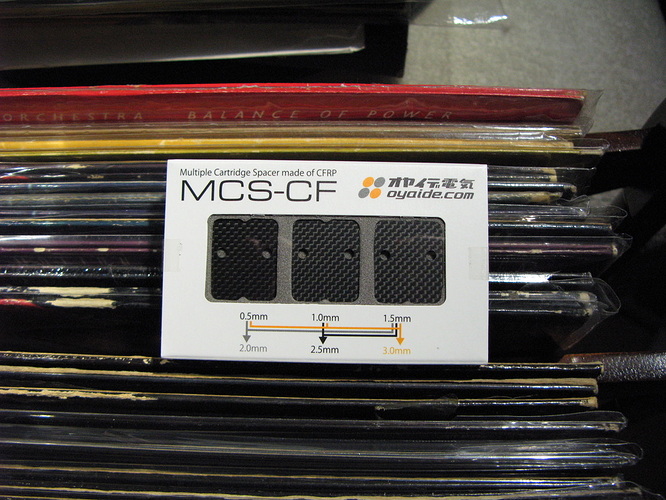 ORCHESTRA BALANCE OF POWER
Multiple Cartridge Spacer made of CFRP
MCS-CF
オヤイデ電気
oyaide.com
0.5mm 1.0mm 1.5mm
2.0mm 2.5mm 3.0mm